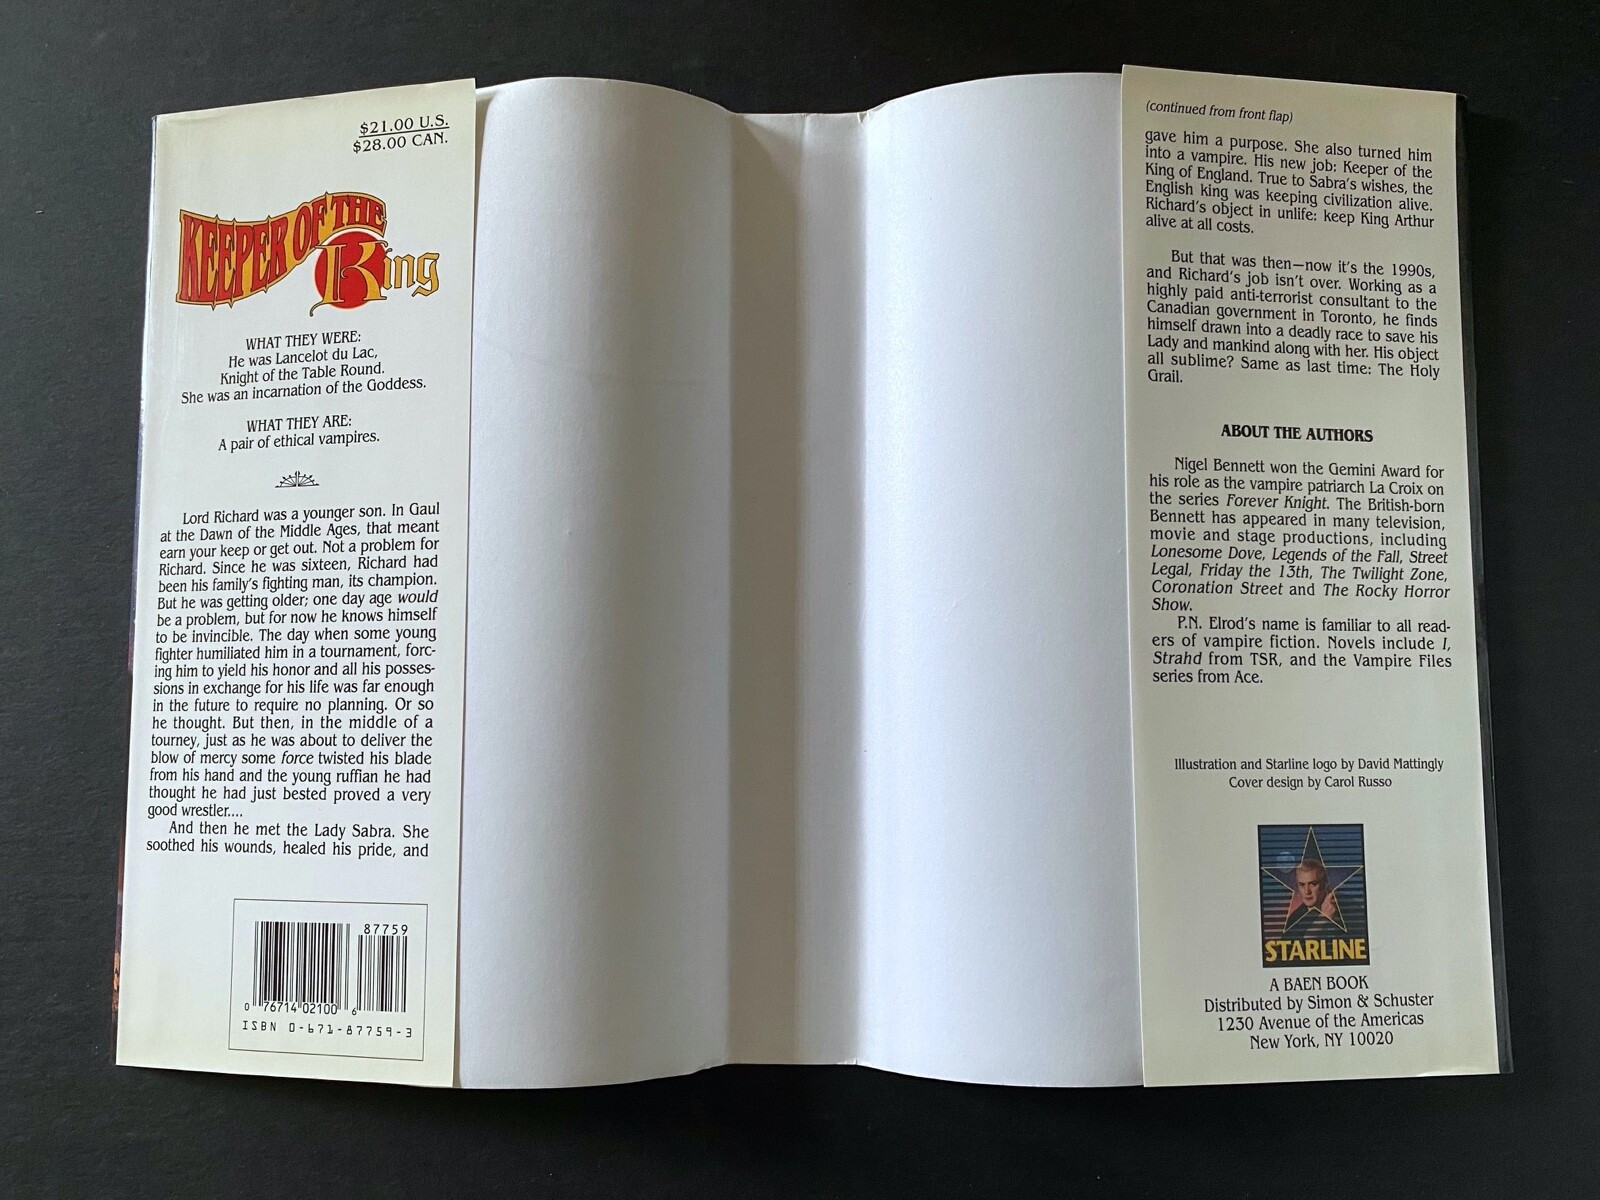 $21.00 U.S.
$28.00 CAN.
KEEPER OF THE
King
WHAT THEY WERE:
He was Lancelot du Lac,
Knight of the Table Round.
She was an incarnation of the Goddess.
WHAT THEY ARE:
A pair of ethical vampires.
Lord Richard was a younger son. In Gaul
at the Dawn of the Middle Ages, that meant
earn your keep or get out. Not a problem for
Richard. Since he was sixteen, Richard had
been his family's fighting man, its champion.
But he was getting older; one day age would
be a problem, but for now he knows himself
to be invincible. The day when some young
fighter humiliated him in a tournament, forc-
ing him to yield his honor and all his posses-
sions in exchange for his life was far enough
in the future to require no planning. Or so
he thought. But then, in the middle of a
tourney, just as he was about to deliver the
blow of mercy some force twisted his blade
from his hand and the young ruffian he had
thought he had just bested proved a very
good wrestler....
And then he met the Lady Sabra. She
soothed his wounds, healed his pride, and
87759
0 76714 02100 6
ISBN 0-671-87759-3
(continued from front flap)
gave him a purpose. She also turned him
into a vampire. His new job: Keeper of the
King of England. True to Sabra's wishes, the
English king was keeping civilization alive.
Richard's object in unlife: keep King Arthur
alive at all costs.
But that was then—now it's the 1990s,
and Richard's job isn't over. Working as a
highly paid anti-terrorist consultant to the
Canadian government in Toronto, he finds
himself drawn into a deadly race to save his
Lady and mankind along with her. His object
all sublime? Same as last time: The Holy
Grail.
ABOUT THE AUTHORS
Nigel Bennett won the Gemini Award for
his role as the vampire patriarch La Croix on
the series Forever Knight. The British-born
Bennett has appeared in many television,
movie and stage productions, including
Lonesome Dove, Legends of the Fall, Street
Legal, Friday the 13th, The Twilight Zone,
Coronation Street and The Rocky Horror
Show.
P.N. Elrod's name is familiar to all read-
ers of vampire fiction. Novels include I,
Strahd from TSR, and the Vampire Files
series from Ace.
Illustration and Starline logo by David Mattingly
Cover design by Carol Russo
STARLINE
A BAEN BOOK
Distributed by Simon & Schuster
1230 Avenue of the Americas
New York, NY 10020